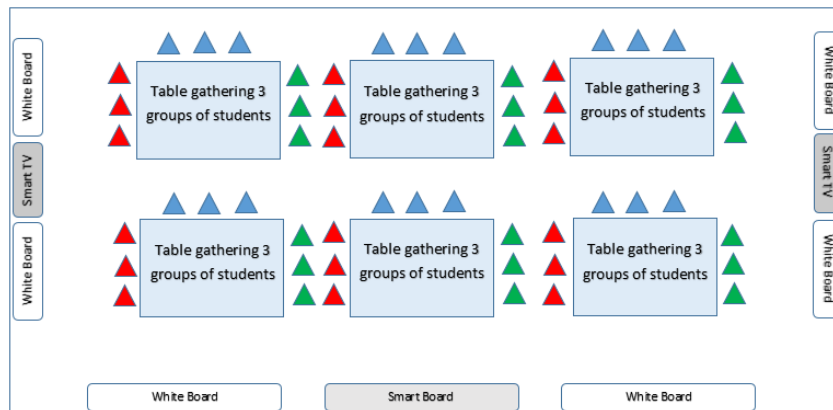 White Board
Smart TV
White Board
Table gathering 3
groups of students
Table gathering 3
groups of students
Table gathering 3
groups of students
White Board
Smart TV
White Board
Table gathering 3
groups of students
Table gathering 3
groups of students
Table gathering 3
groups of students
White Board
Smart Board
White Board